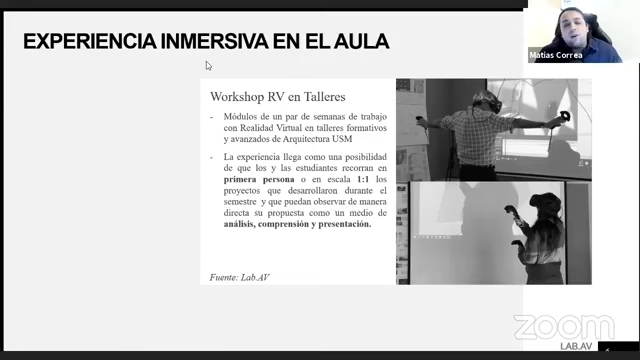 EXPERIENCIA INMERSIVA EN EL AULA
Matías Correa
Workshop RV en Talleres
- Módulos de un par de semanas de trabajo
con Realidad Virtual en talleres formativos
y avanzados de Arquitectura USM
- La experiencia llega como una posibilidad
de que los y las estudiantes recorran en
primera persona o en escala 1:1 los
proyectos que desarrollaron durante el
semestre y que puedan observar de manera
directa su propuesta como un medio de
análisis, comprensión y presentación.
Fuente: Lab.AV
zoom
LAB.AV